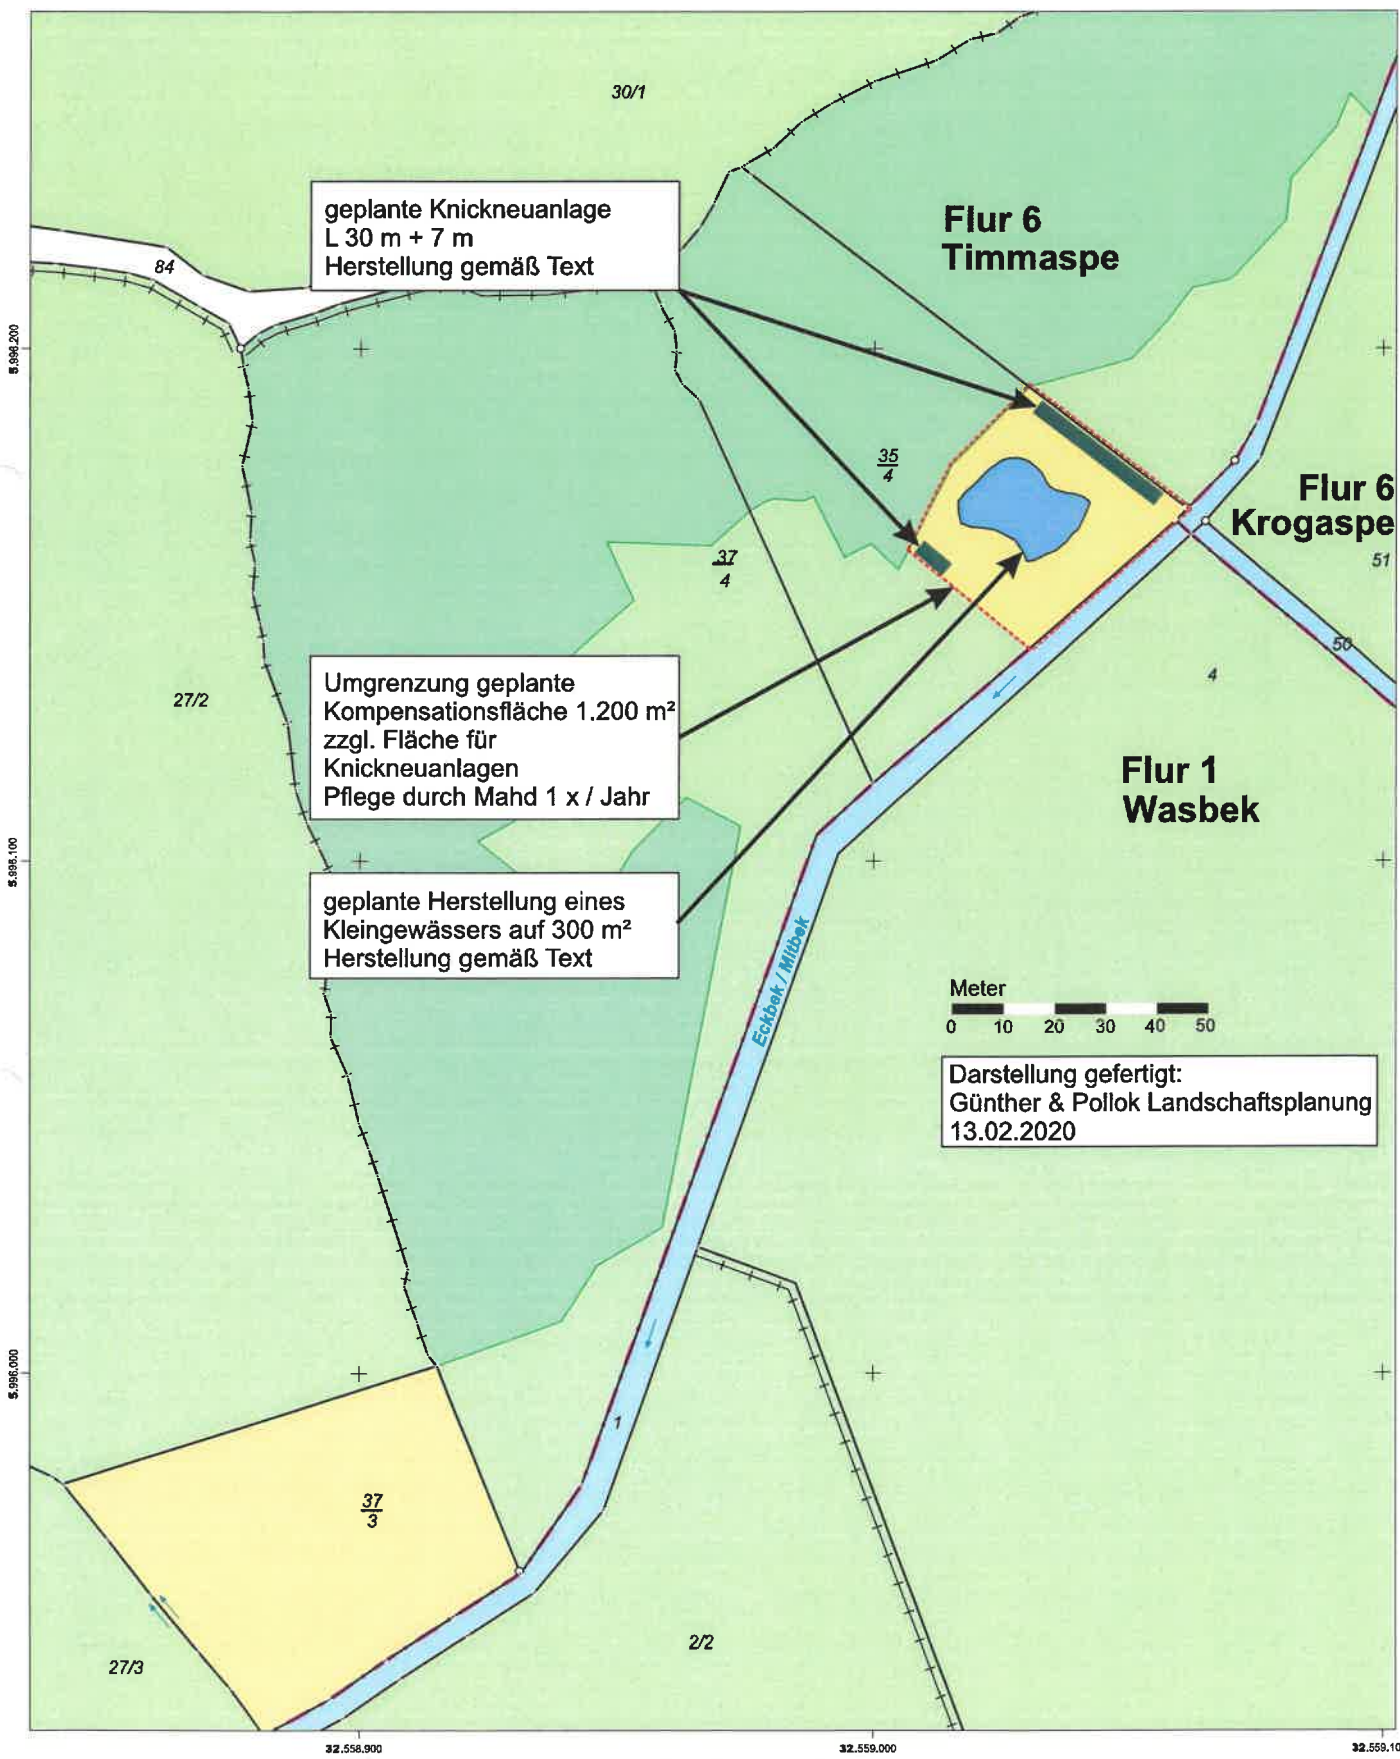 30/1
geplante Knickneuanlage
L 30 m + 7 m
Herstellung gemäß Text
Flur 6
Timmaspe
84
5.996.200
35
4
Flur 6
Krogaspe
51
37
4
50
27/2
4
Umgrenzung geplante
Kompensationsfläche 1.200 m²
zzgl. Fläche für
Knickneuanlagen
Pflege durch Mahd 1 x / Jahr
Flur 1
Wasbek
5.996.100
geplante Herstellung eines
Kleingewässers auf 300 m²
Herstellung gemäß Text
Eckbek / Mitbek
Meter
0 10 20 30 40 50
Darstellung gefertigt:
Günther & Pollok Landschaftsplanung
13.02.2020
5.996.000
1
37
3
2/2
27/3
32.558.900
32.559.000
32.559.10